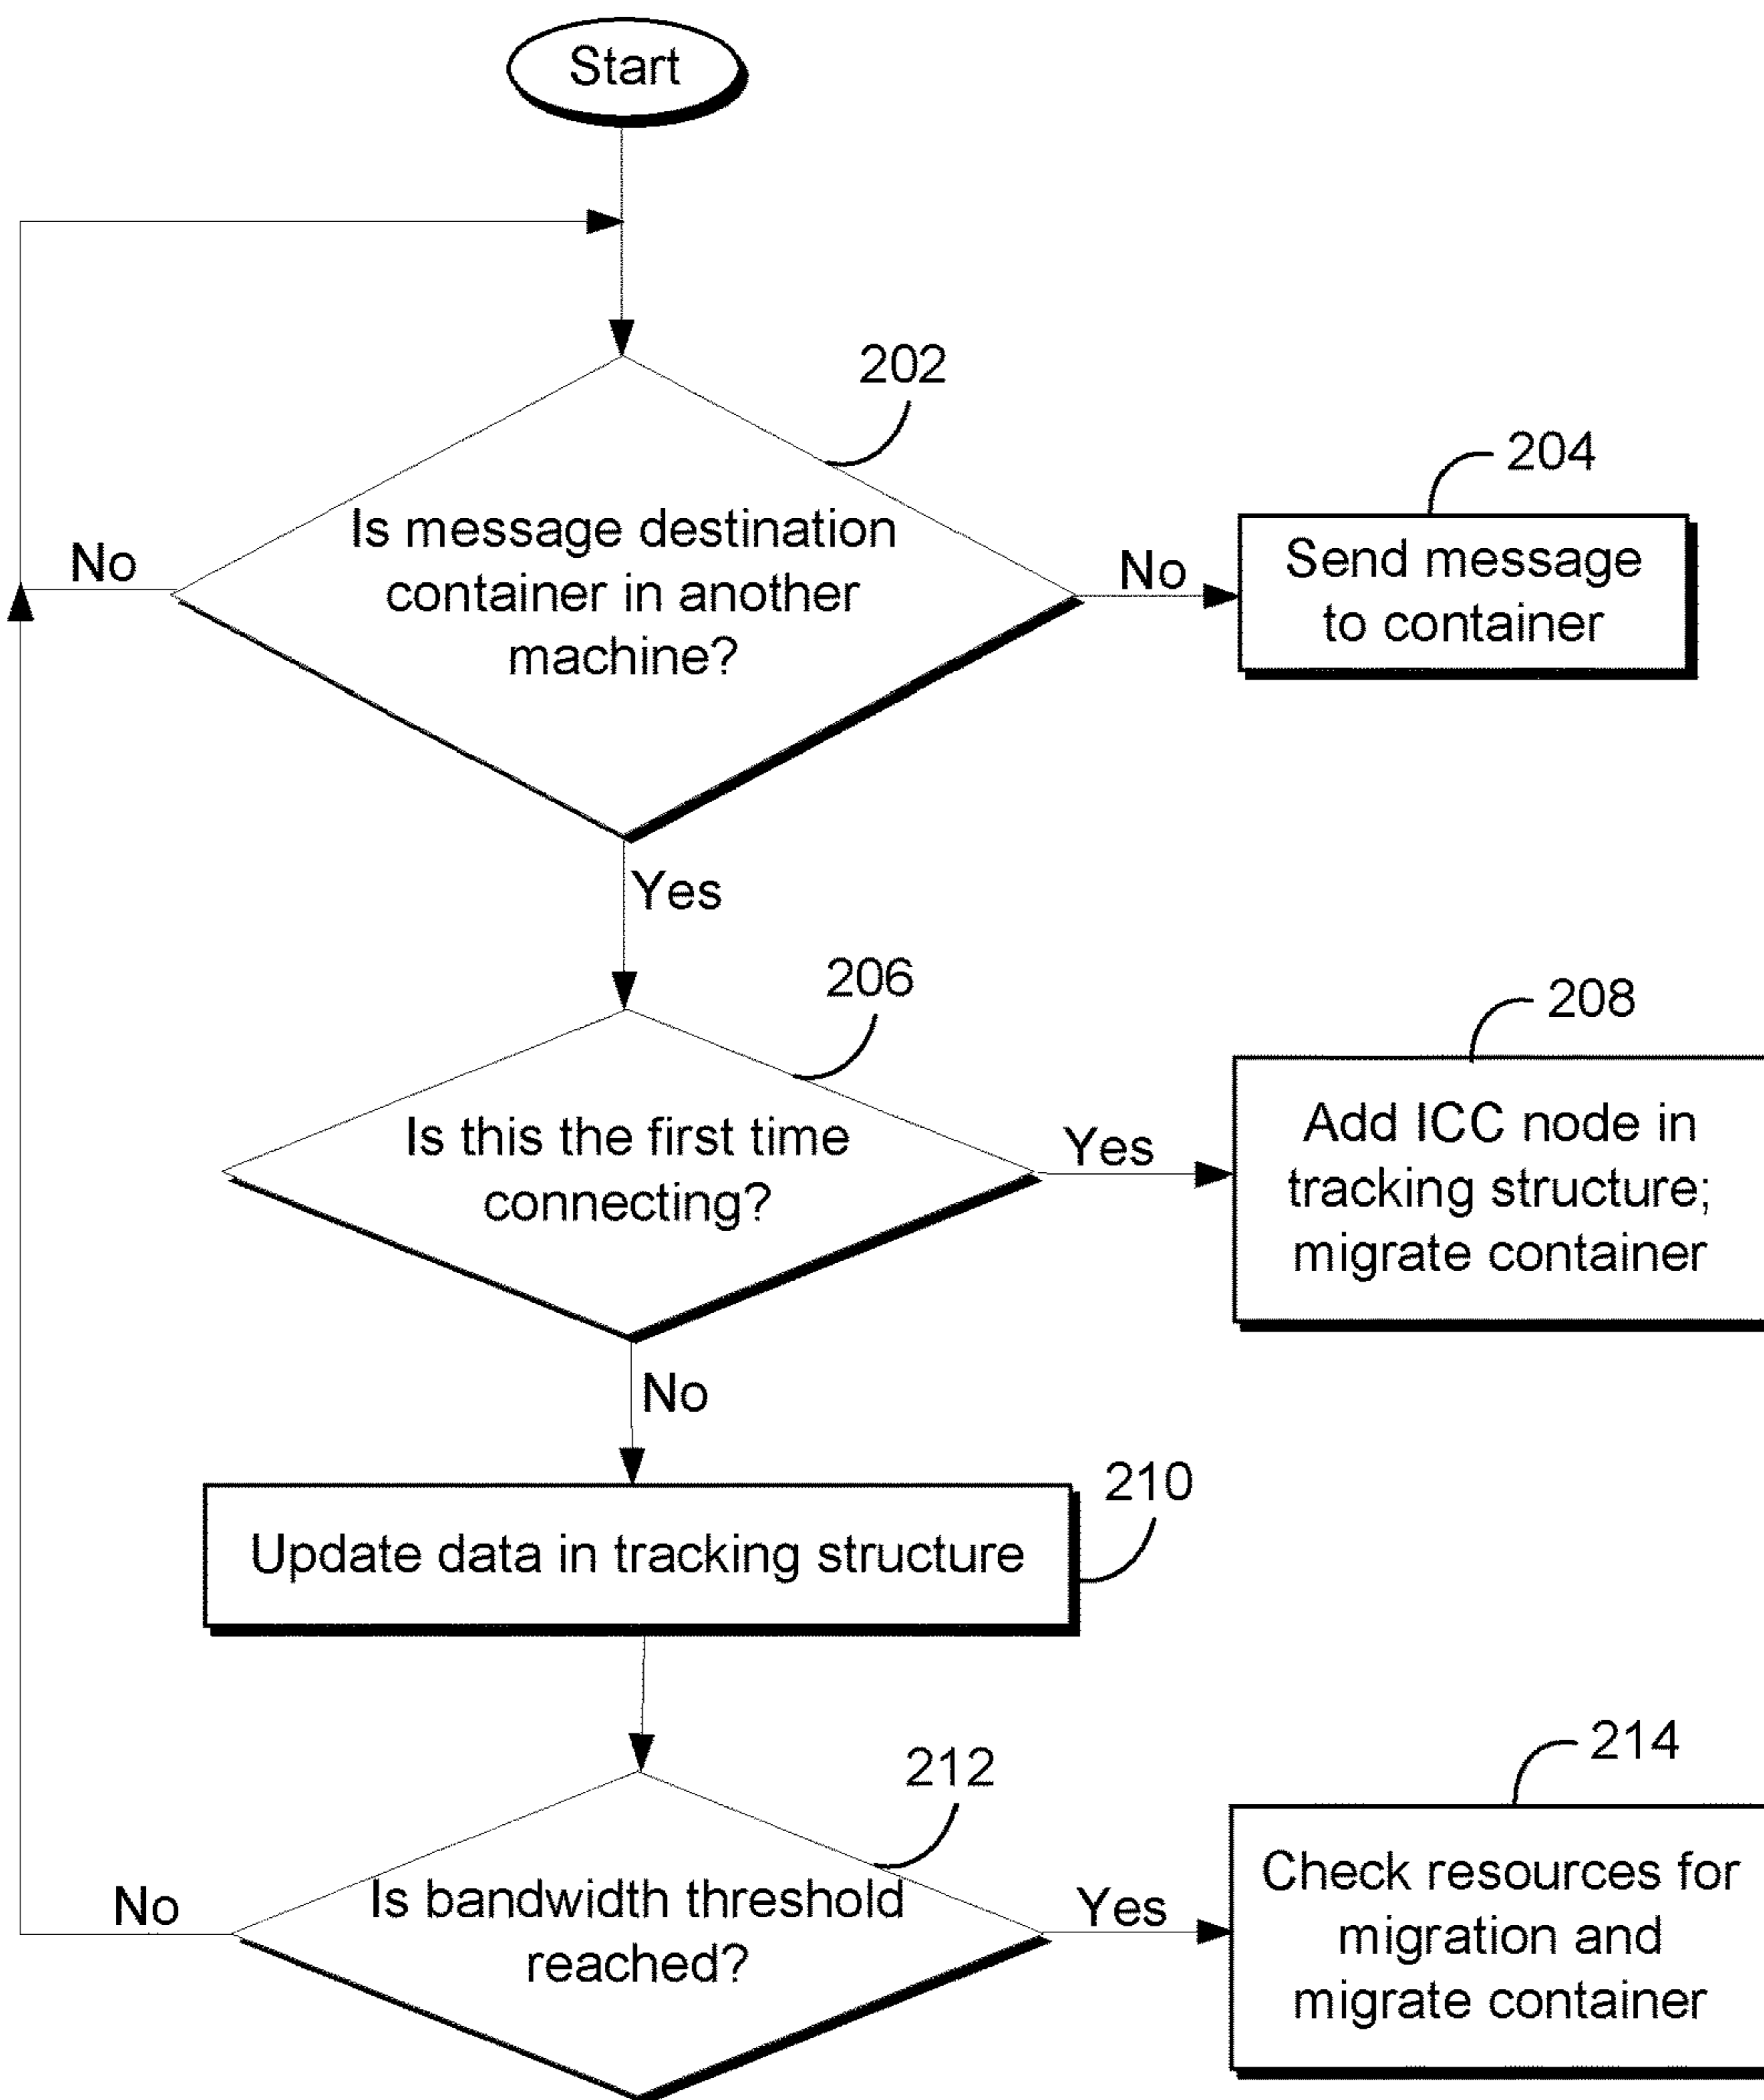 Start
202
Is message destination
container in another
machine?
No
No
204
Send message
to container
Yes
206
Is this the first time
connecting?
Yes
208
Add ICC node in
tracking structure;
migrate container
No
210
Update data in tracking structure
212
Is bandwidth threshold
reached?
No
Yes
214
Check resources for
migration and
migrate container